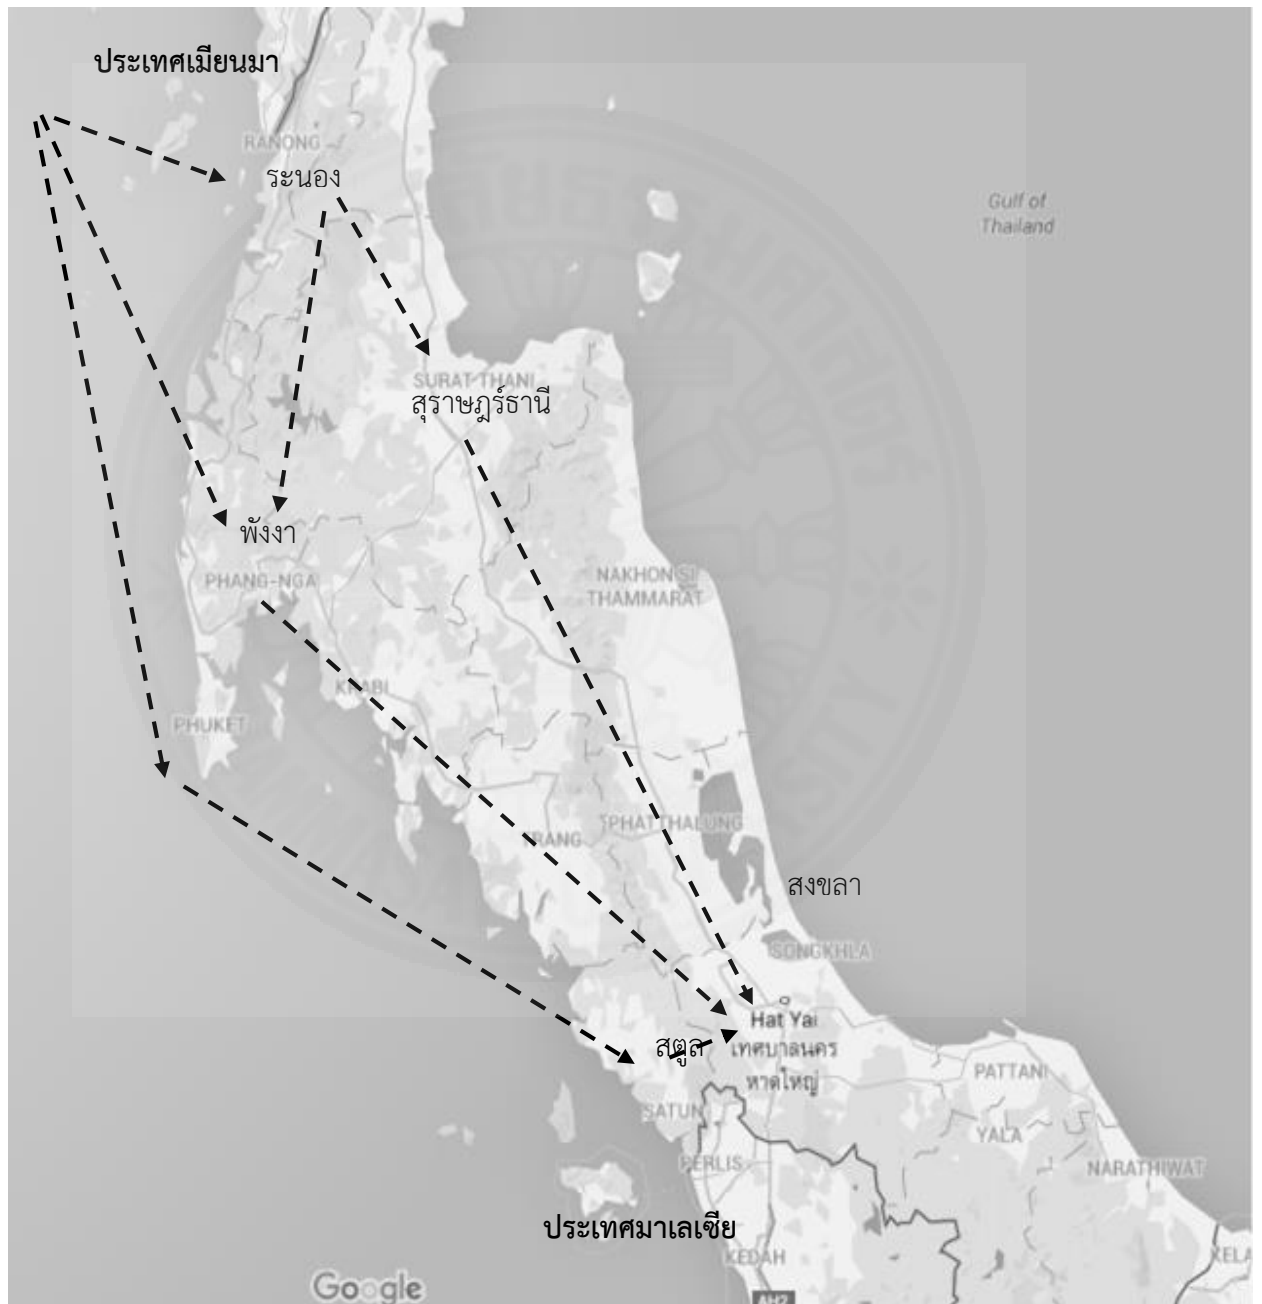 ประเทศเมียนมา
RANONG
ระนอง
Gulf of
Thailand
SURAT THANI
สุราษฎร์ธานี
พังงา
PHANG-NGA
NAKHON SI
THAMMARAT
KRABI
PHUKET
TRANG
PHATTHALUNG
สงขลา
SONGKHLA
Hat Yai
สตูล
เทศบาลนคร
หาดใหญ่
PATTANI
SATUN
YALA
PERLIS
NARATHIWAT
ประเทศมาเลเซีย
KEDAH
KELA
Google
AH2